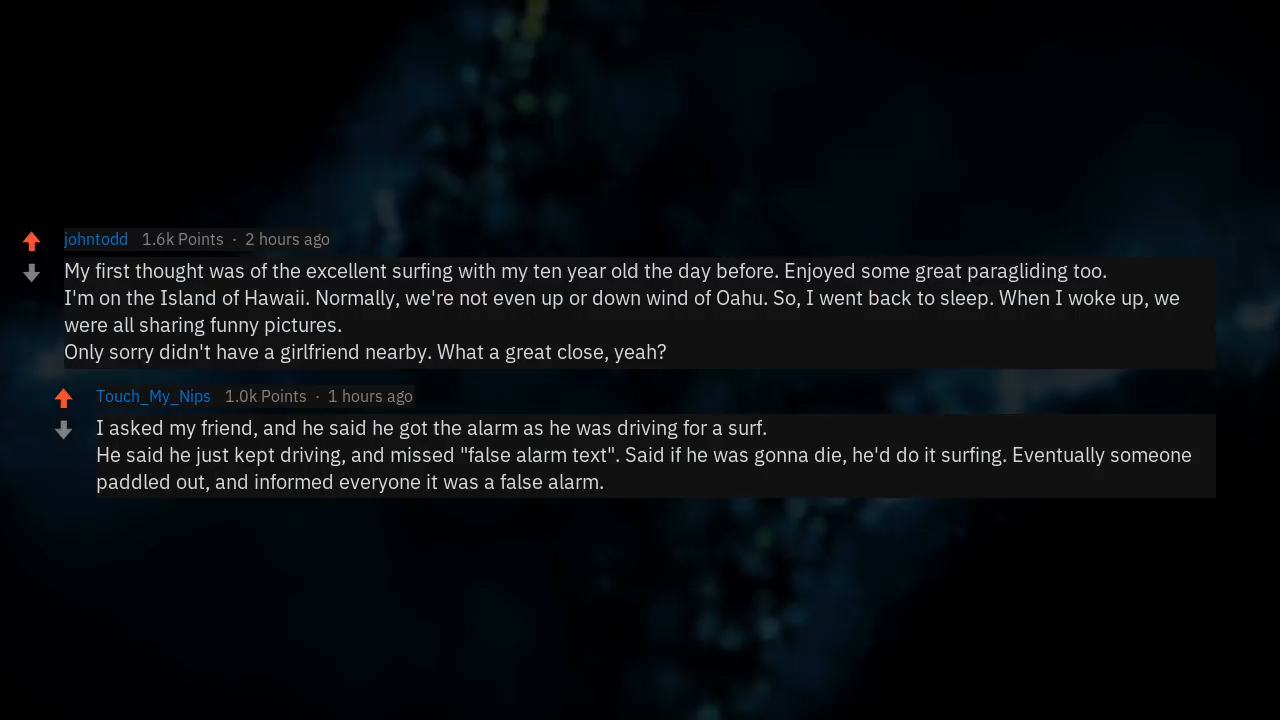 johntodd 1.6k Points · 2 hours ago
My first thought was of the excellent surfing with my ten year old the day before. Enjoyed some great paragliding too.
I'm on the Island of Hawaii. Normally, we're not even up or down wind of Oahu. So, I went back to sleep. When I woke up, we
were all sharing funny pictures.
Only sorry didn't have a girlfriend nearby. What a great close, yeah?
Touch_My_Nips 1.0k Points · 1 hours ago
I asked my friend, and he said he got the alarm as he was driving for a surf.
He said he just kept driving, and missed "false alarm text". Said if he was gonna die, he'd do it surfing. Eventually someone
paddled out, and informed everyone it was a false alarm.